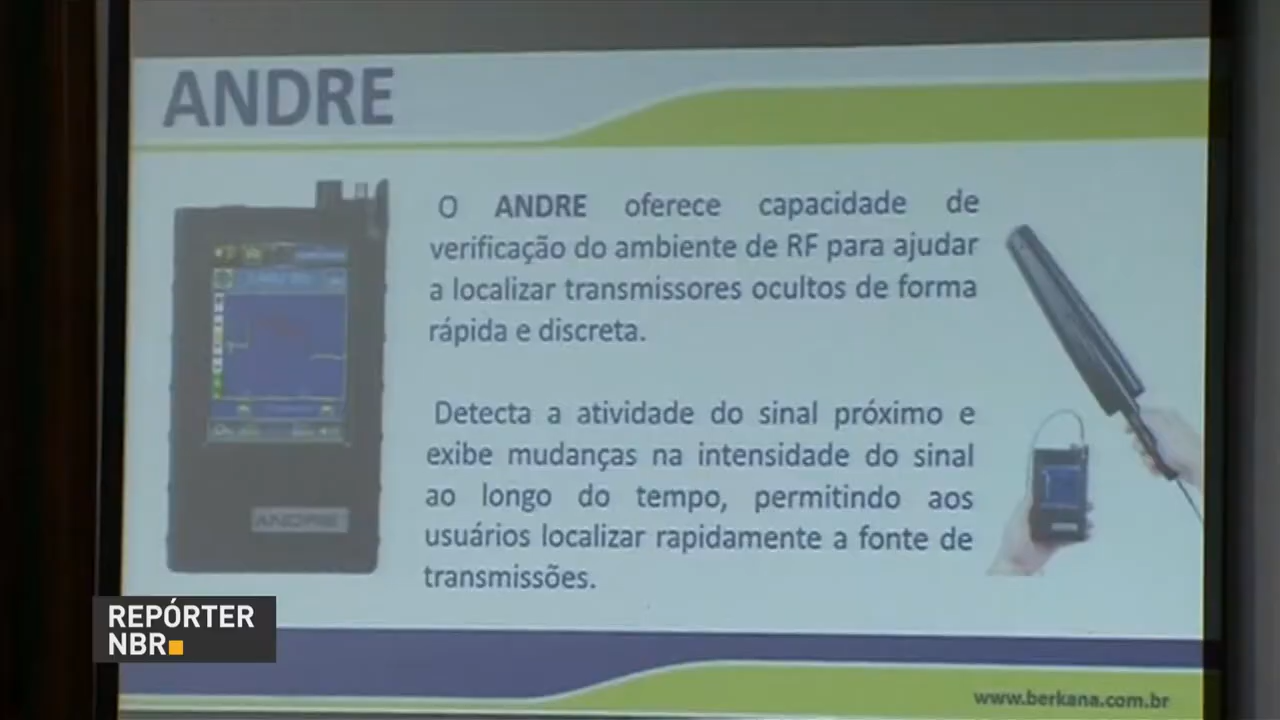 ANDRE
O ANDRE oferece capacidade de
verificação do ambiente de RF para ajudar
a localizar transmissores ocultos de forma
rápida e discreta.
Detecta a atividade do sinal próximo e
exibe mudanças na intensidade do sinal
ao longo do tempo, permitindo aos
usuários localizar rapidamente a fonte de
transmissões.
ANDRE
REPÓRTER
NBR
www.berkana.com.br